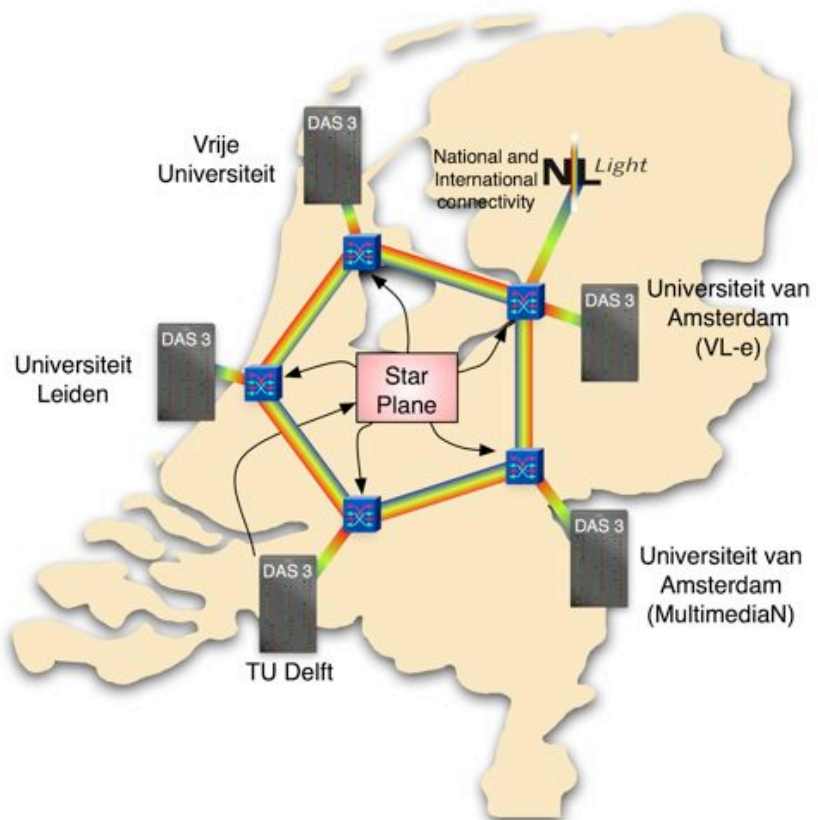 DAS 3
Vrije
Universiteit
National and
International
connectivity
NL Light
DAS 3
Universiteit van
Amsterdam
(VL-e)
DAS 3
Universiteit
Leiden
Star
Plane
DAS 3
Universiteit van
Amsterdam
(MultimediaN)
DAS 3
TU Delft